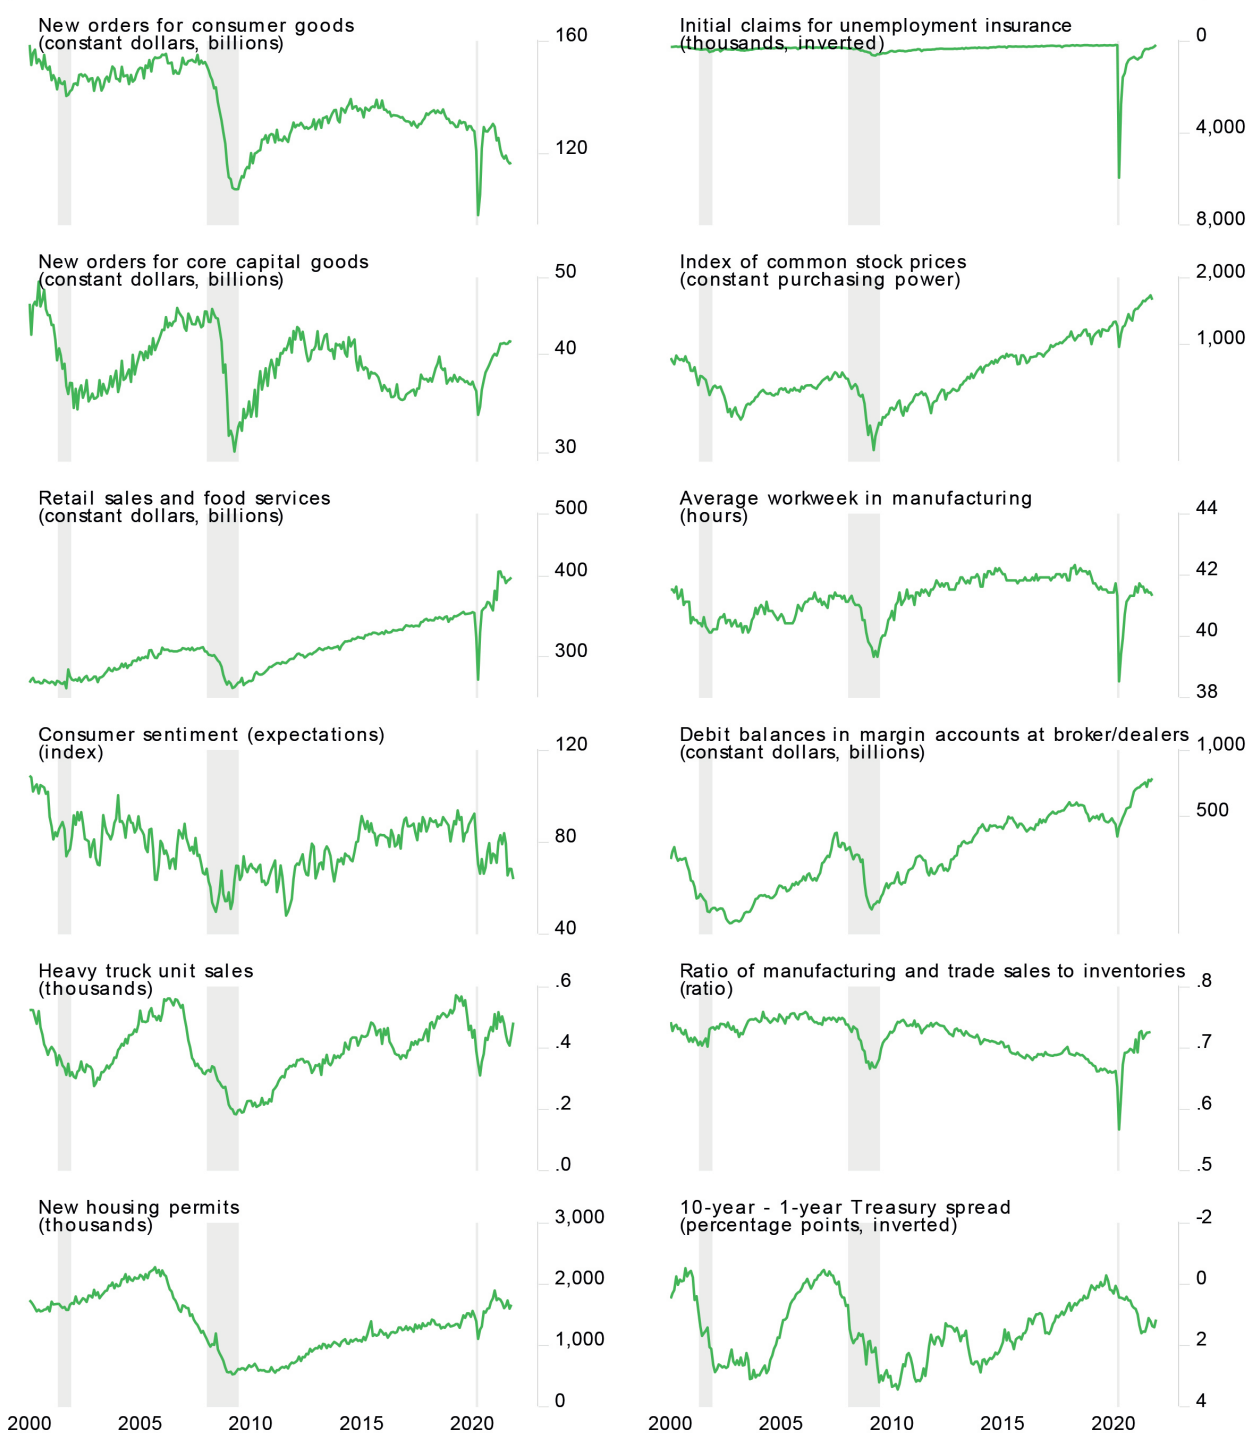 New orders for consumer goods
(constant dollars, billions)
160
120
Initial claims for unemployment insurance
(thousands, inverted)
0
4,000
8,000
New orders for core capital goods
(constant dollars, billions)
50
40
30
Index of common stock prices
(constant purchasing power)
2,000
1,000
Retail sales and food services
(constant dollars, billions)
500
400
300
Average workweek in manufacturing
(hours)
44
42
40
38
Consumer sentiment (expectations)
(index)
120
80
40
Debit balances in margin accounts at broker/dealers
(constant dollars, billions)
1,000
500
Heavy truck unit sales
(thousands)
.6
.4
.2
.0
Ratio of manufacturing and trade sales to inventories
(ratio)
.8
.7
.6
.5
New housing permits
(thousands)
3,000
2,000
1,000
0
2000 2005 2010 2015 2020
10-year - 1-year Treasury spread
(percentage points, inverted)
-2
0
2
4
2000 2005 2010 2015 2020